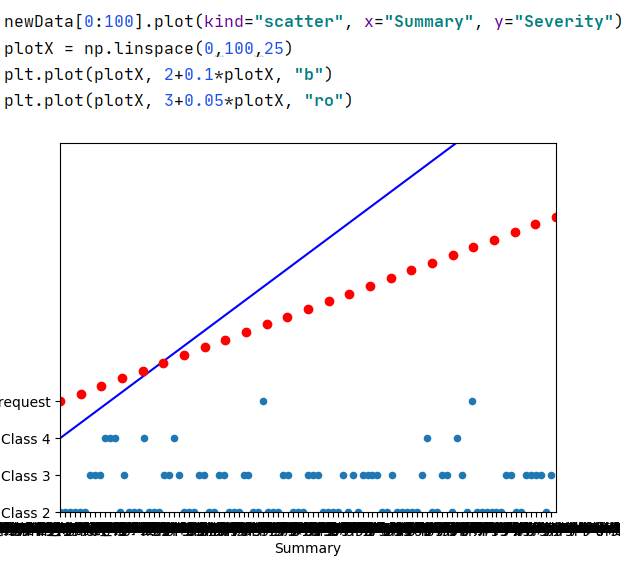 newData[0:100].plot(kind="scatter", x="Summary", y="Severity")
plotX = np.linspace(0,100,25)
plt.plot(plotX, 2+0.1*plotX, "b")
plt.plot(plotX, 3+0.05*plotX, "ro")
request
Class 4
Class 3
Class 2
Summary